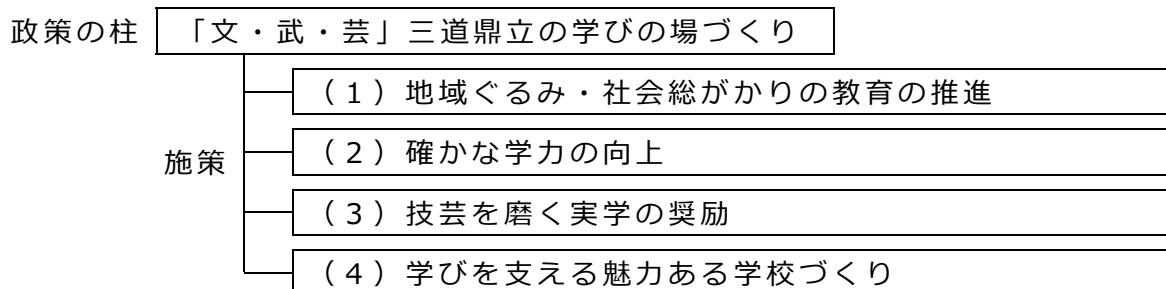 政策の柱 「文・武・芸」三道鼎立の学びの場づくり
（１）地域ぐるみ・社会総がかりの教育の推進
施策
（２）確かな学力の向上
（３）技芸を磨く実学の奨励
（４）学びを支える魅力ある学校づくり